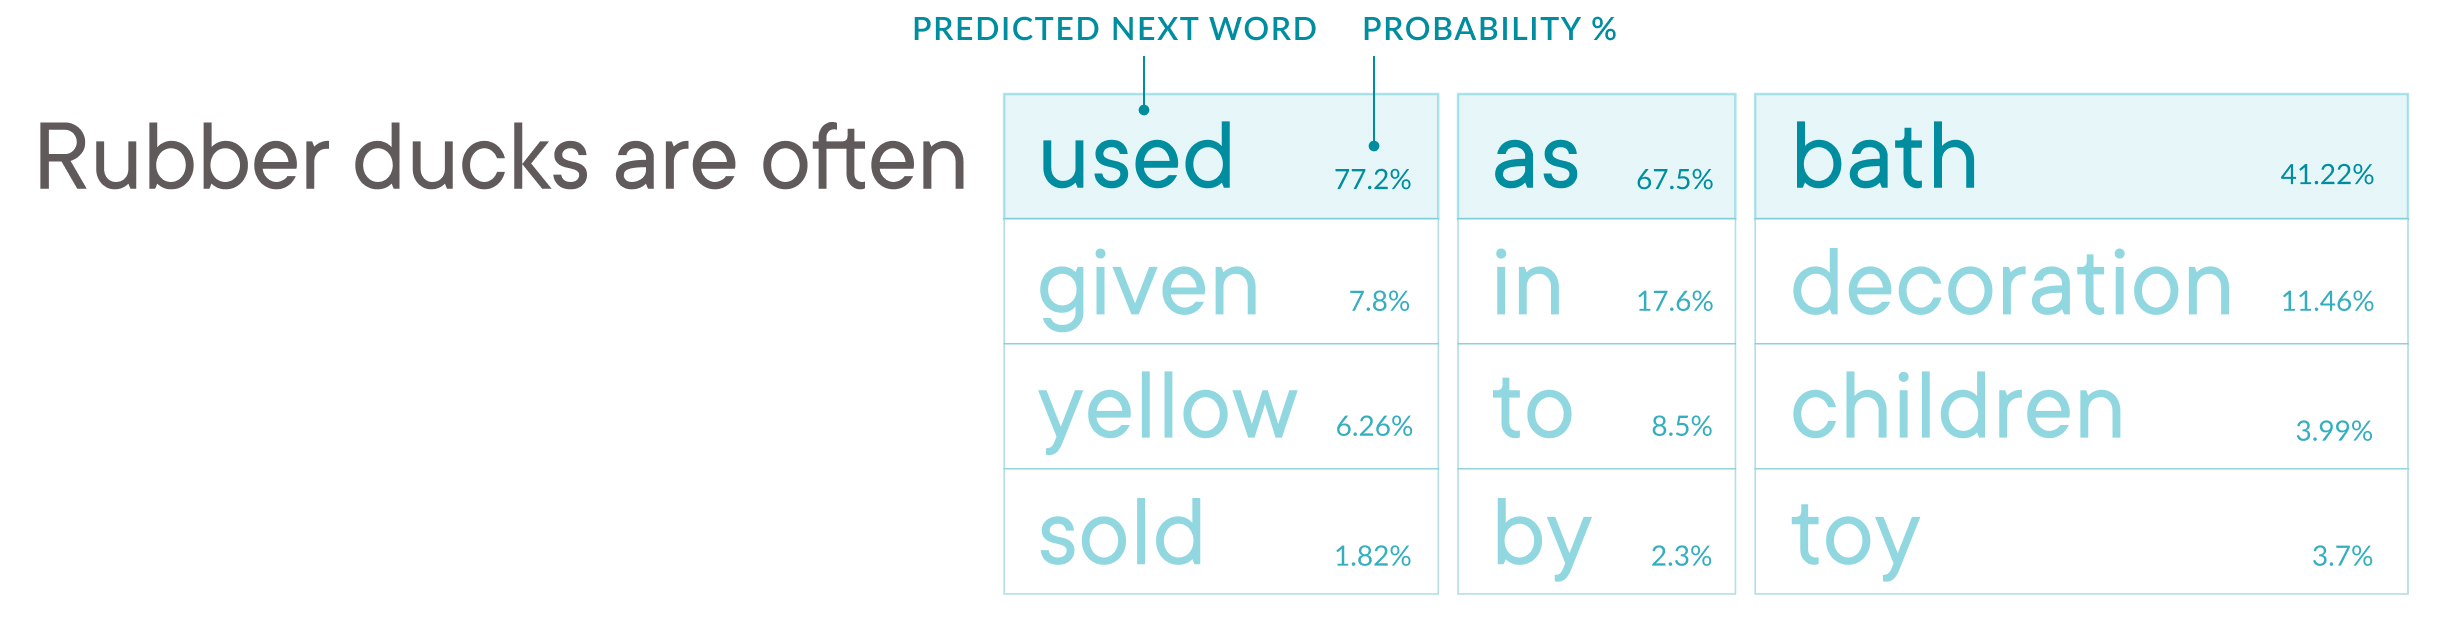 PREDICTED NEXT WORD PROBABILITY %
Rubber ducks are often used 77.2% as 67.5% bath 41.22%
given 7.8% in 17.6% decoration 11.46%
yellow 6.26% to 8.5% children 3.99%
sold 1.82% by 2.3% toy 3.7%